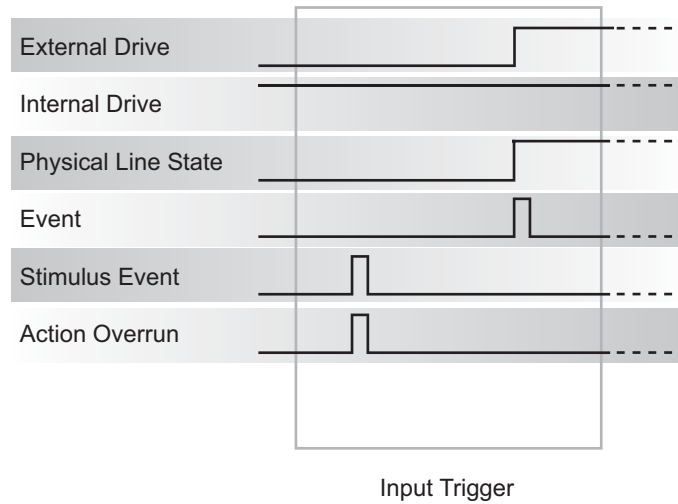 External Drive
Internal Drive
Physical Line State
Event
Stimulus Event
Action Overrun
Input Trigger